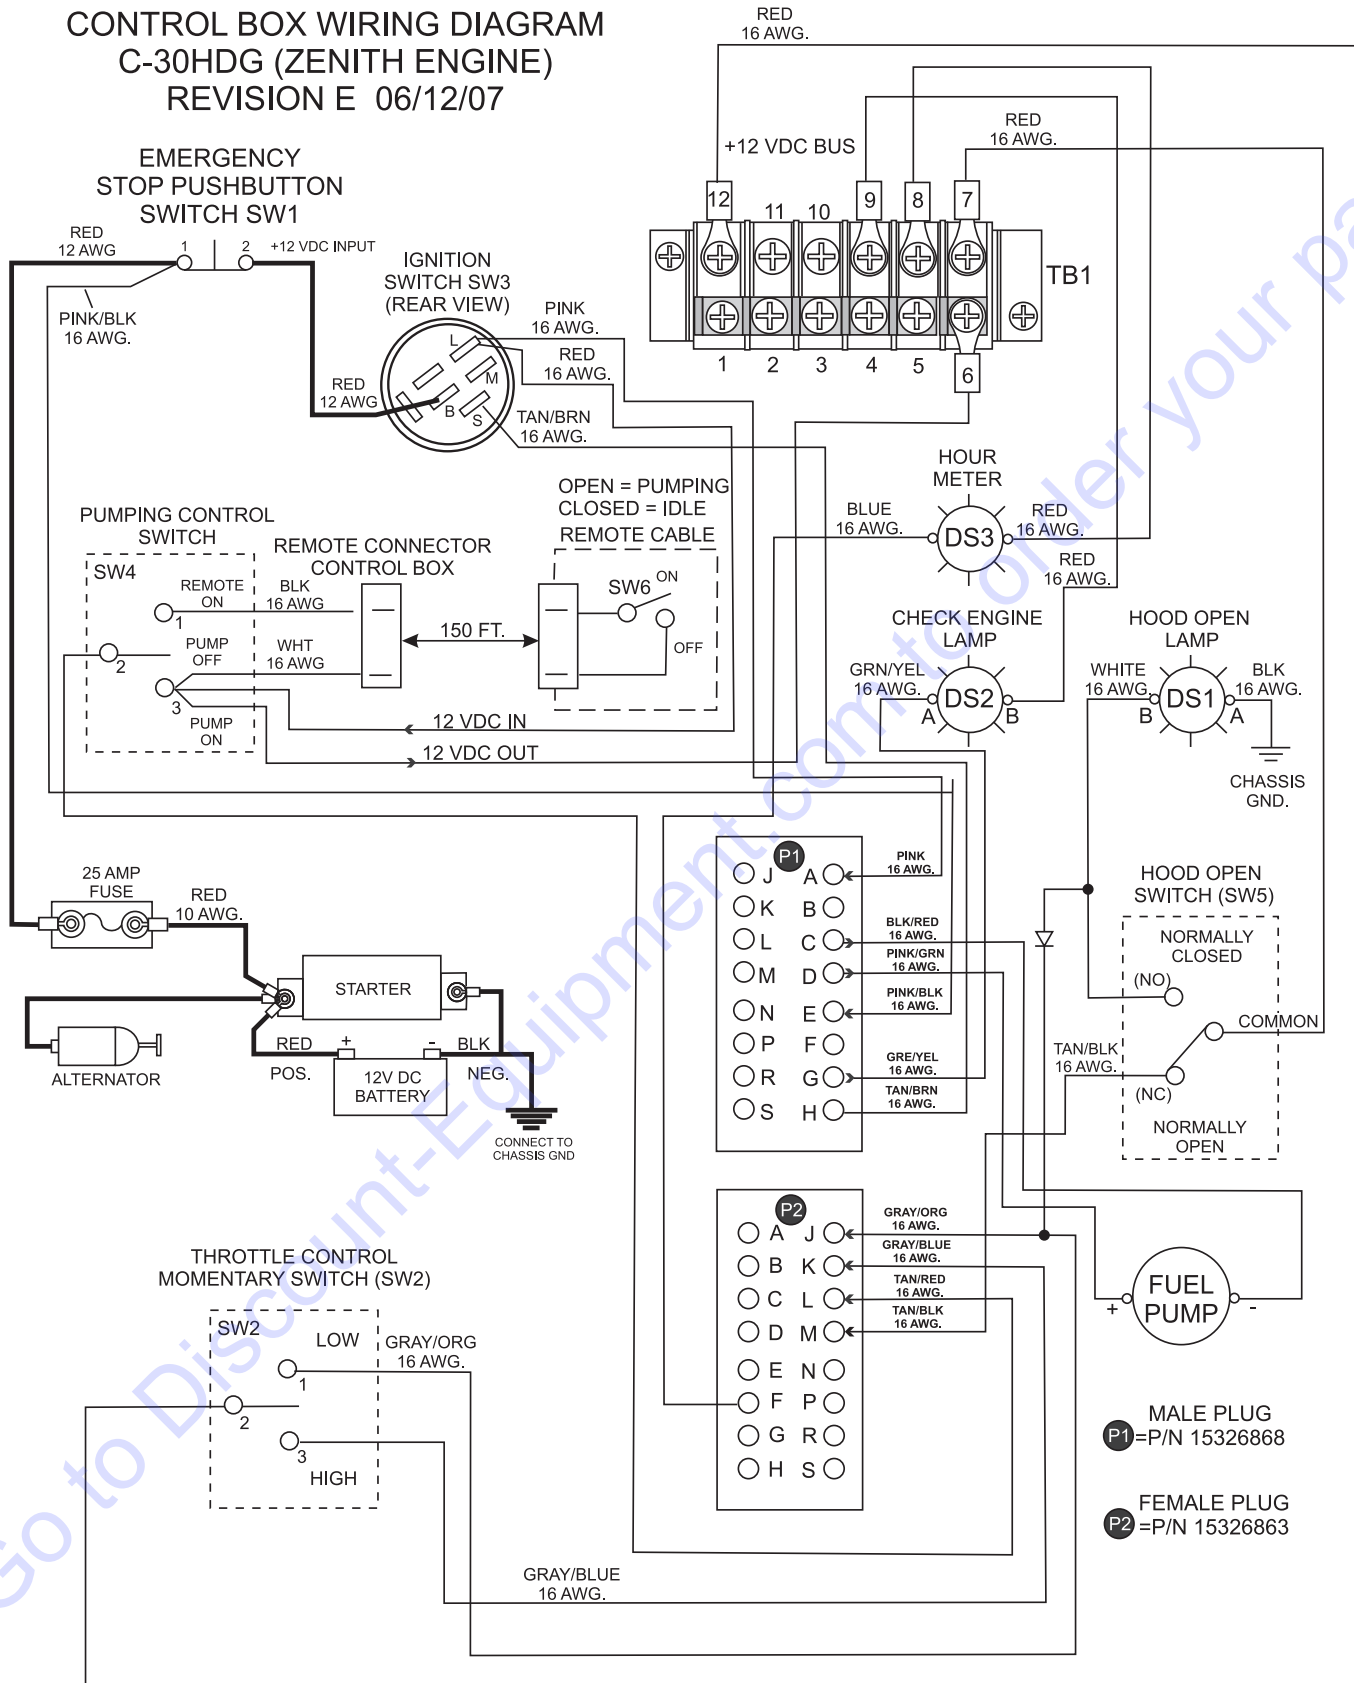 CONTROL BOX WIRING DIAGRAM
C-30HDG (ZENITH ENGINE)
REVISION E 06/12/07
RED
16 AWG.
+12 VDC BUS
RED
16 AWG.
12
11
10
9
8
7
TB1
1
2
3
4
5
6
EMERGENCY
STOP PUSHBUTTON
SWITCH SW1
RED
12 AWG
1
2
+12 VDC INPUT
PINK/BLK
16 AWG.
IGNITION
SWITCH SW3
(REAR VIEW)
L
M
B
S
PINK
16 AWG.
RED
16 AWG.
RED
12 AWG
TAN/BRN
16 AWG.
HOUR
METER
BLUE
16 AWG.
DS3
RED
16 AWG.
RED
16 AWG.
OPEN = PUMPING
CLOSED = IDLE
REMOTE CABLE
SW6
ON
OFF
PUMPING CONTROL
SWITCH
SW4
REMOTE
ON
1
2
PUMP
OFF
3
PUMP
ON
REMOTE CONNECTOR
CONTROL BOX
BLK
16 AWG
WHT
16 AWG
150 FT.
12 VDC IN
12 VDC OUT
CHECK ENGINE
LAMP
GRN/YEL
16 AWG.
A
DS2
B
HOOD OPEN
LAMP
WHITE
16 AWG.
B
DS1
A
BLK
16 AWG.
CHASSIS
GND.
25 AMP
FUSE
RED
10 AWG.
STARTER
ALTERNATOR
RED
POS.
+
-
12V DC
BATTERY
BLK
NEG.
CONNECT TO
CHASSIS GND
P1
J A
K B
L C
M D
N E
P F
R G
S H
PINK
16 AWG.
BLK/RED
16 AWG.
PINK/GRN
16 AWG.
PINK/BLK
16 AWG.
GRE/YEL
16 AWG.
TAN/BRN
16 AWG.
HOOD OPEN
SWITCH (SW5)
NORMALLY
CLOSED
(NO)
COMMON
TAN/BLK
16 AWG.
(NC)
NORMALLY
OPEN
P2
A J
B K
C L
D M
E N
F P
G R
H S
GRAY/ORG
16 AWG.
GRAY/BLUE
16 AWG.
TAN/RED
16 AWG.
TAN/BLK
16 AWG.
FUEL
PUMP
+
-
THROTTLE CONTROL
MOMENTARY SWITCH (SW2)
SW2
LOW
1
2
3
HIGH
GRAY/ORG
16 AWG.
GRAY/BLUE
16 AWG.
MALE PLUG
P1 =P/N 15326868
FEMALE PLUG
P2 =P/N 15326863
Go to Discount-Equipment.com to order your pa